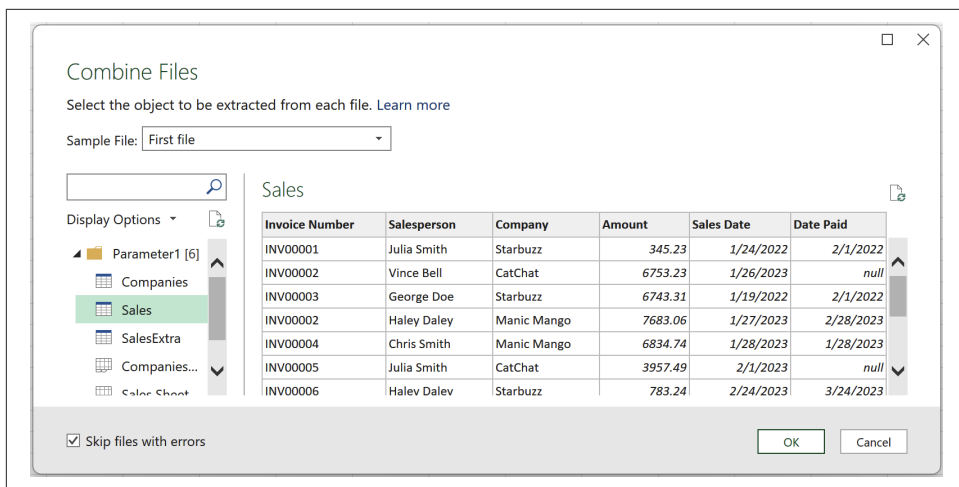 Combine Files
Select the object to be extracted from each file. Learn more
Sample File: First file
Display Options
Parameter1 [6]
Companies
Sales
SalesExtra
Companies...
Sales Sheet
Sales
Invoice Number Salesperson Company Amount Sales Date Date Paid
INV00001 Julia Smith Starbuzz 345.23 1/24/2022 2/1/2022
INV00002 Vince Bell CatChat 6753.23 1/26/2023 null
INV00003 George Doe Starbuzz 6743.31 1/19/2022 2/1/2022
INV00002 Haley Daley Manic Mango 7683.06 1/27/2023 2/28/2023
INV00004 Chris Smith Manic Mango 6834.74 1/28/2023 1/28/2023
INV00005 Julia Smith CatChat 3957.49 2/1/2023 null
INV00006 Haley Daley Starbuzz 783.24 2/24/2023 3/24/2023
Skip files with errors
OK Cancel